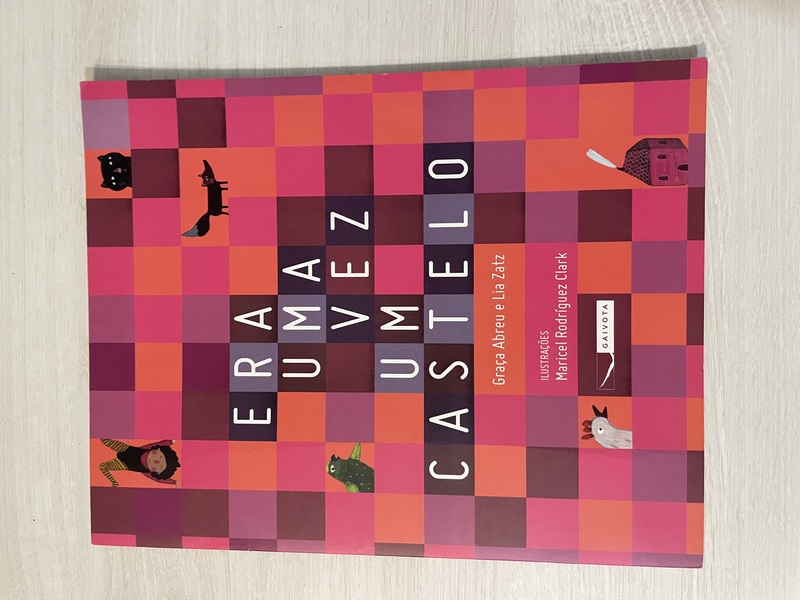 ERA
UMA
VEZ
UM
CASTELO
Graça Abreu e Lia Zatz
ILUSTRAÇÕES
Maricel Rodríguez Clark
GAIVOTA